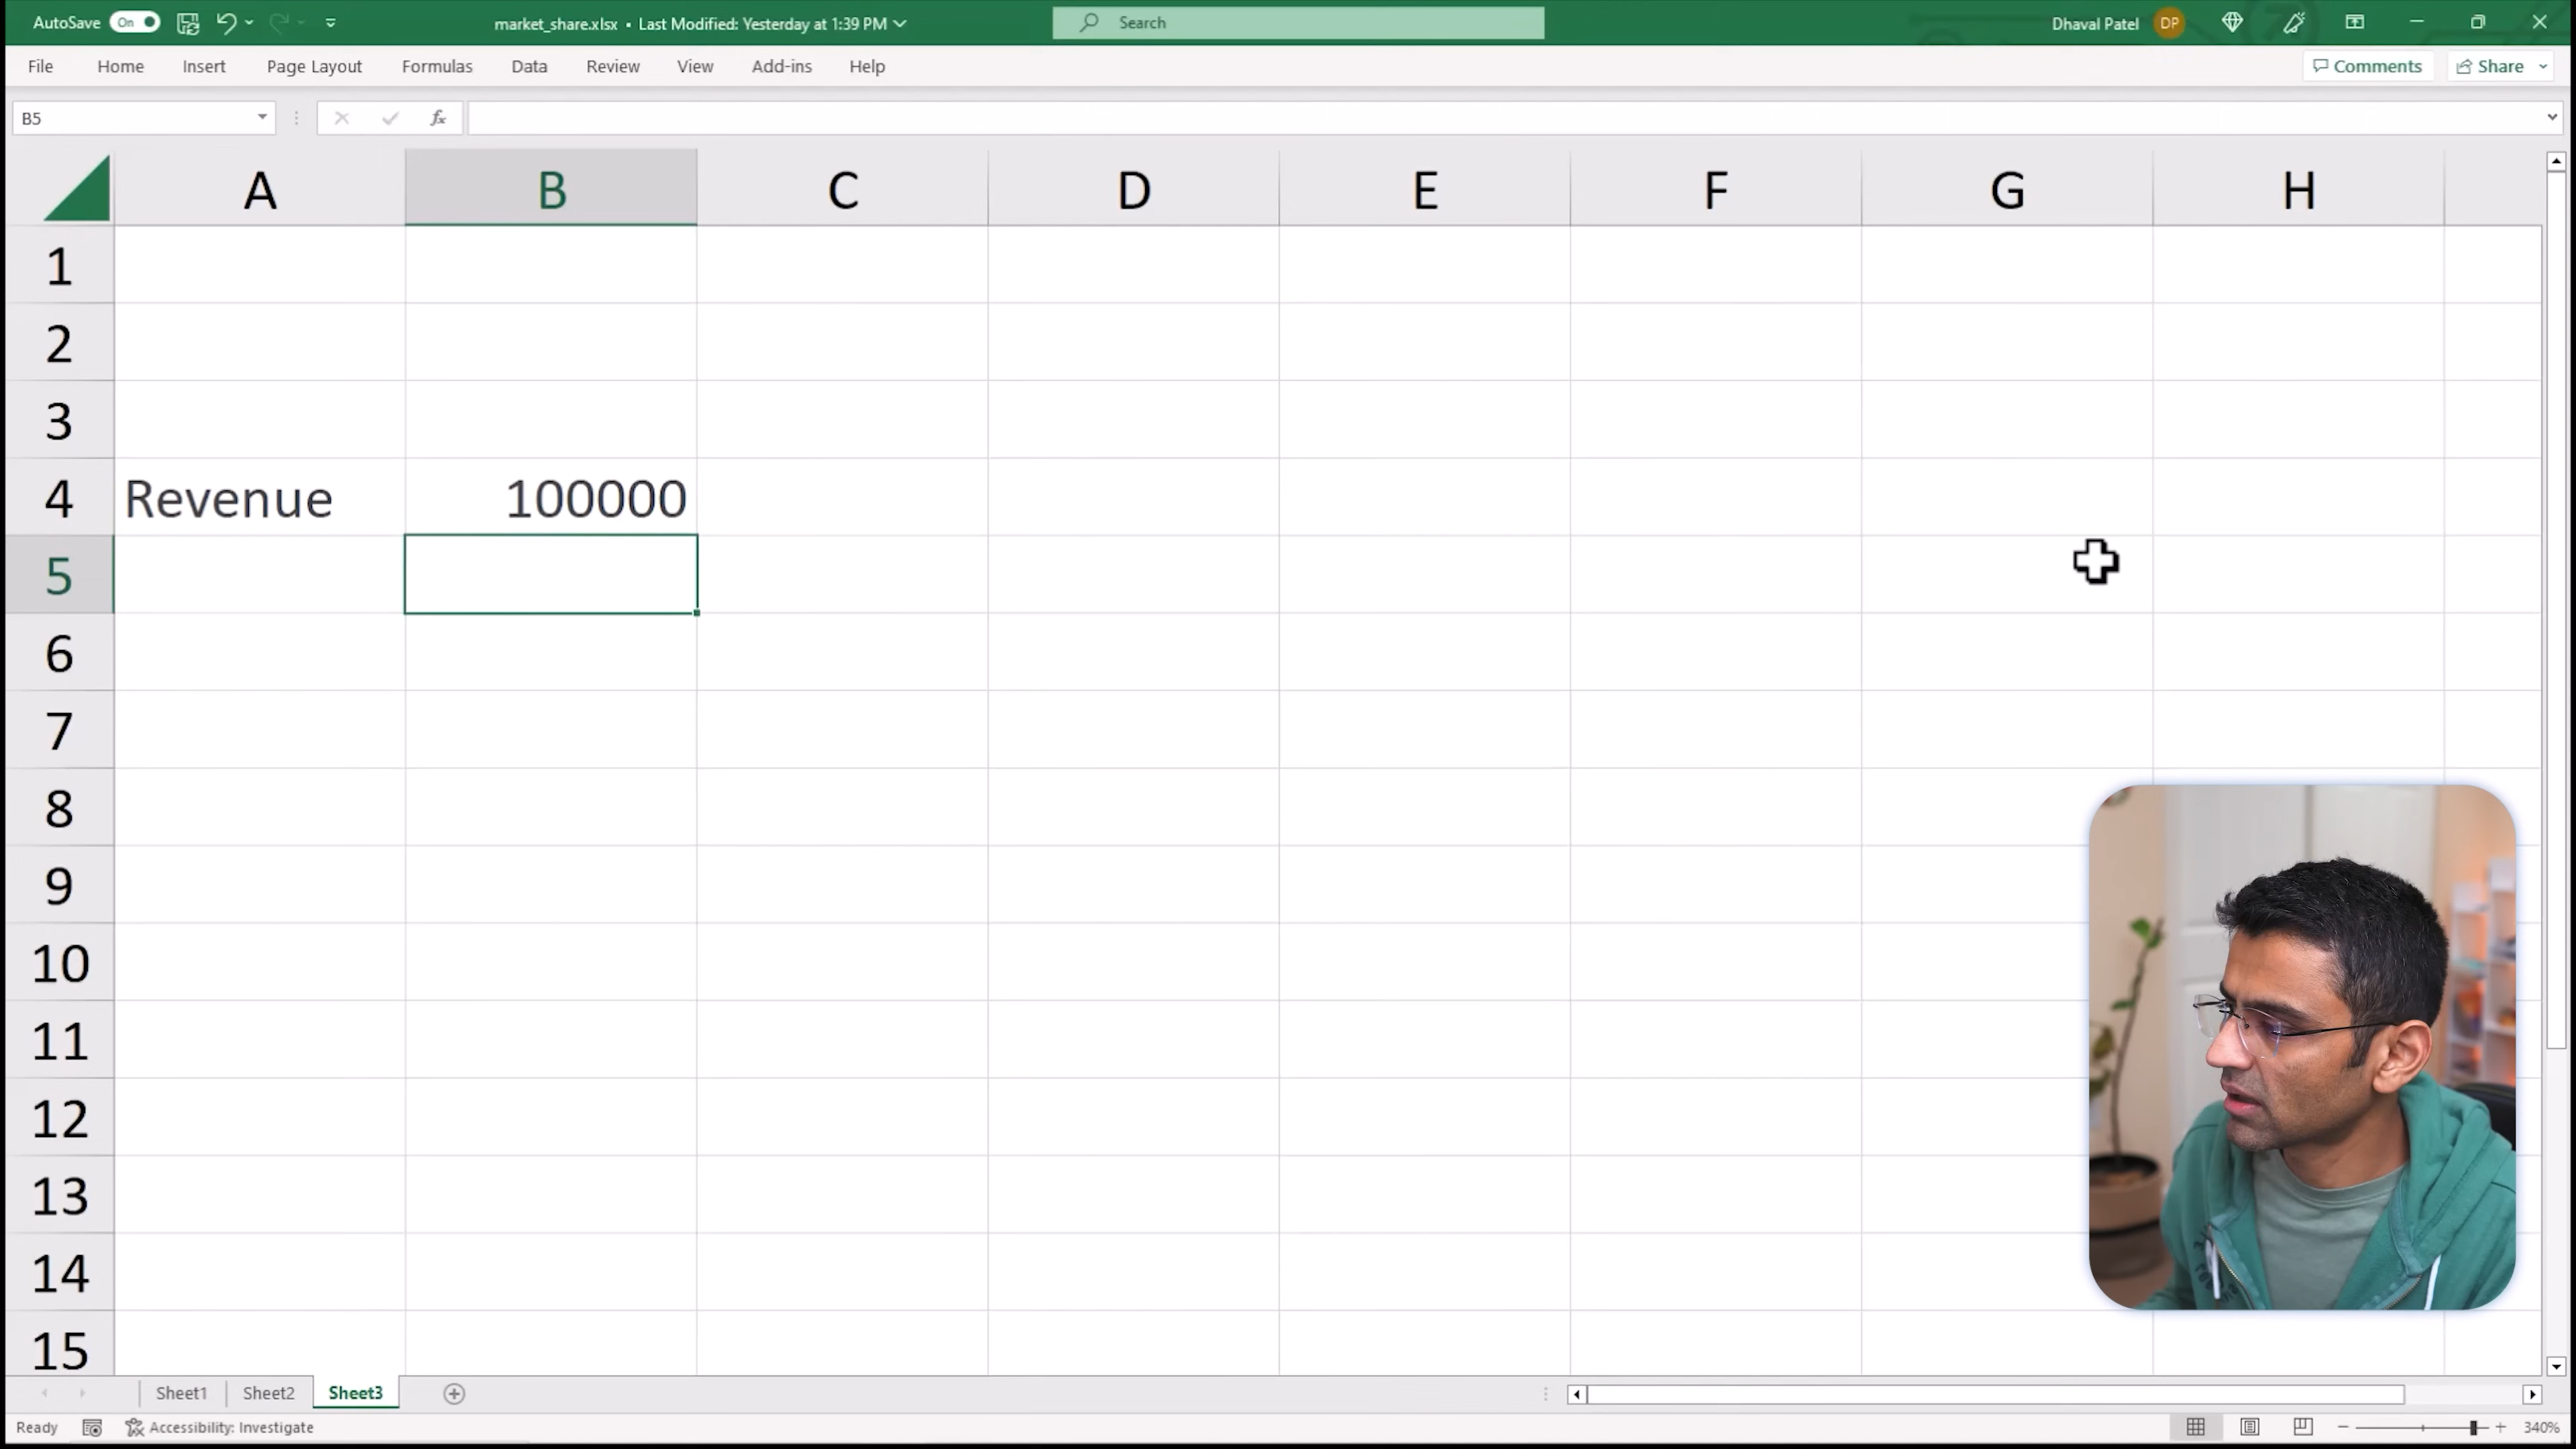 AutoSave On market_share.xlsx • Last Modified: Yesterday at 1:39 PM Search Dhaval Patel DP
File Home Insert Page Layout Formulas Data Review View Add-ins Help Comments Share
B5 fx
A B C D E F G H
1
2
3
4 Revenue 100000
5
6
7
8
9
10
11
12
13
14
15
Sheet1 Sheet2 Sheet3
Ready Accessibility: Investigate 340%